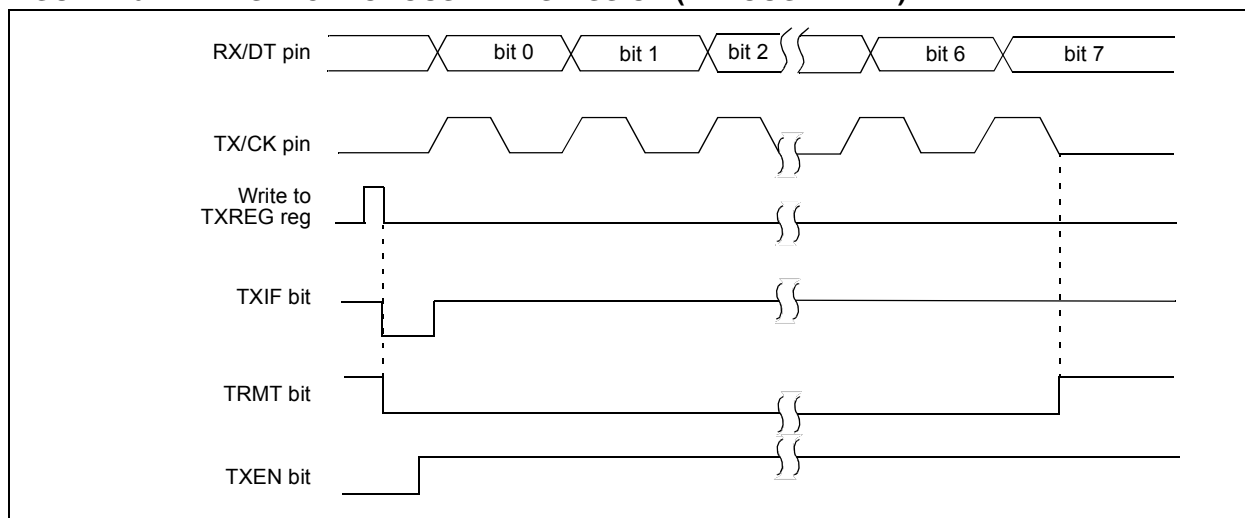 RX/DT pin
bit 0
bit 1
bit 2
bit 6
bit 7
TX/CK pin
Write to
TXREG reg
TXIF bit
TRMT bit
TXEN bit